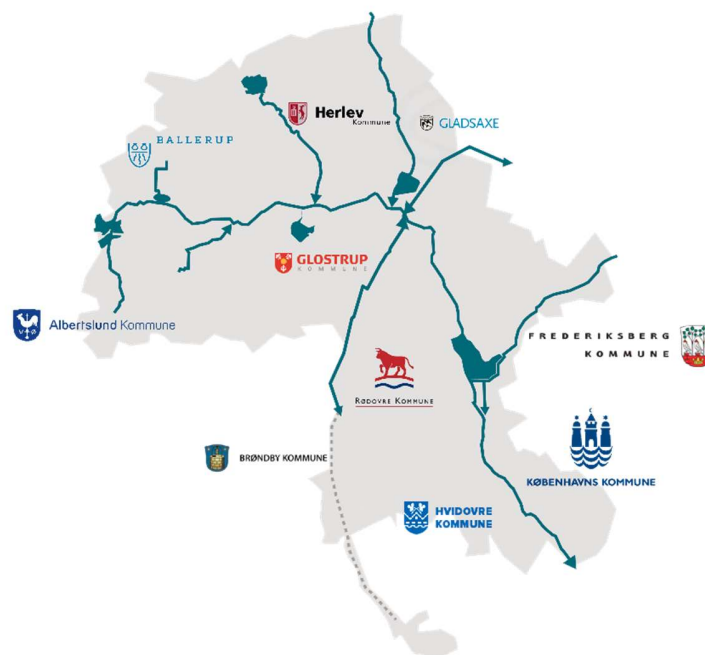 Herlev
Kommune
GLADSAXE
BALLERUP
GLOSTRUP
KOMMUNE
Albertslund Kommune
FREDERIKSBERG
KOMMUNE
RØDOVRE KOMMUNE
BRØNDBY KOMMUNE
KØBENHAVNS KOMMUNE
HVIDOVRE
KOMMUNE